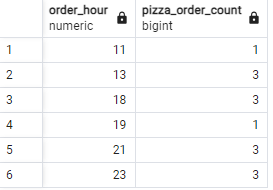 order_hour pizza_order_count
numeric bigint
1 11 1
2 13 3
3 18 3
4 19 1
5 21 3
6 23 3